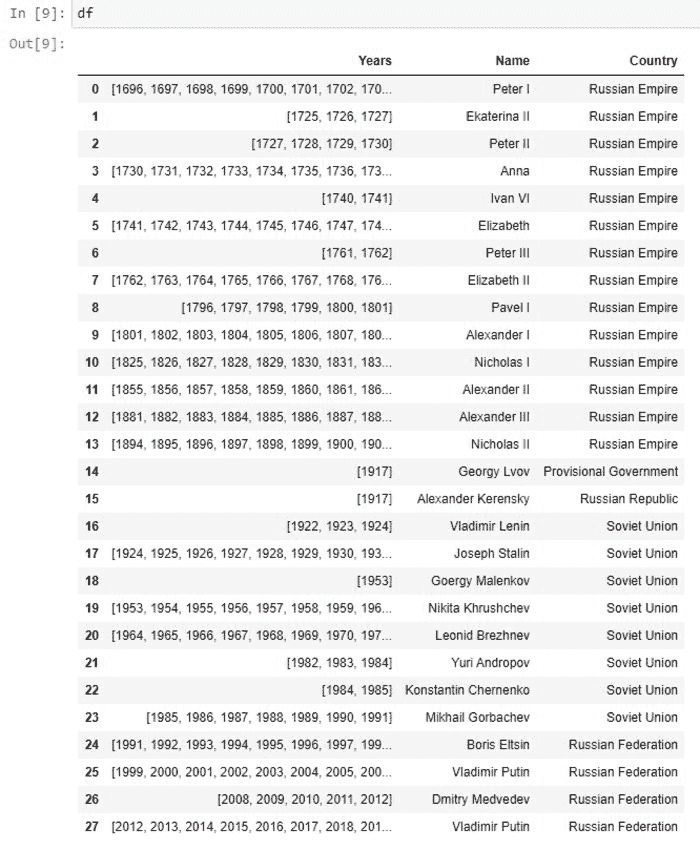 In [9]: df
Out[9]:
Years Name Country
0 [1696, 1697, 1698, 1699, 1700, 1701, 1702, 170... Peter I Russian Empire
1 [1725, 1726, 1727] Ekaterina II Russian Empire
2 [1727, 1728, 1729, 1730] Peter II Russian Empire
3 [1730, 1731, 1732, 1733, 1734, 1735, 1736, 173... Anna Russian Empire
4 [1740, 1741] Ivan VI Russian Empire
5 [1741, 1742, 1743, 1744, 1745, 1746, 1747, 174... Elizabeth Russian Empire
6 [1761, 1762] Peter III Russian Empire
7 [1762, 1763, 1764, 1765, 1766, 1767, 1768, 176... Elizabeth II Russian Empire
8 [1796, 1797, 1798, 1799, 1800, 1801] Pavel I Russian Empire
9 [1801, 1802, 1803, 1804, 1805, 1806, 1807, 180... Alexander I Russian Empire
10 [1825, 1826, 1827, 1828, 1829, 1830, 1831, 183... Nicholas I Russian Empire
11 [1855, 1856, 1857, 1858, 1859, 1860, 1861, 186... Alexander II Russian Empire
12 [1881, 1882, 1883, 1884, 1885, 1886, 1887, 188... Alexander III Russian Empire
13 [1894, 1895, 1896, 1897, 1898, 1899, 1900, 190... Nicholas II Russian Empire
14 [1917] Georgy Lvov Provisional Government
15 [1917] Alexander Kerensky Russian Republic
16 [1922, 1923, 1924] Vladimir Lenin Soviet Union
17 [1924, 1925, 1926, 1927, 1928, 1929, 1930, 193... Joseph Stalin Soviet Union
18 [1953] Goergy Malenkov Soviet Union
19 [1953, 1954, 1955, 1956, 1957, 1958, 1959, 196... Nikita Khrushchev Soviet Union
20 [1964, 1965, 1966, 1967, 1968, 1969, 1970, 197... Leonid Brezhnev Soviet Union
21 [1982, 1983, 1984] Yuri Andropov Soviet Union
22 [1984, 1985] Konstantin Chernenko Soviet Union
23 [1985, 1986, 1987, 1988, 1989, 1990, 1991] Mikhail Gorbachev Soviet Union
24 [1991, 1992, 1993, 1994, 1995, 1996, 1997, 199... Boris Eltsin Russian Federation
25 [1999, 2000, 2001, 2002, 2003, 2004, 2005, 200... Vladimir Putin Russian Federation
26 [2008, 2009, 2010, 2011, 2012] Dmitry Medvedev Russian Federation
27 [2012, 2013, 2014, 2015, 2016, 2017, 2018, 201... Vladimir Putin Russian Federation